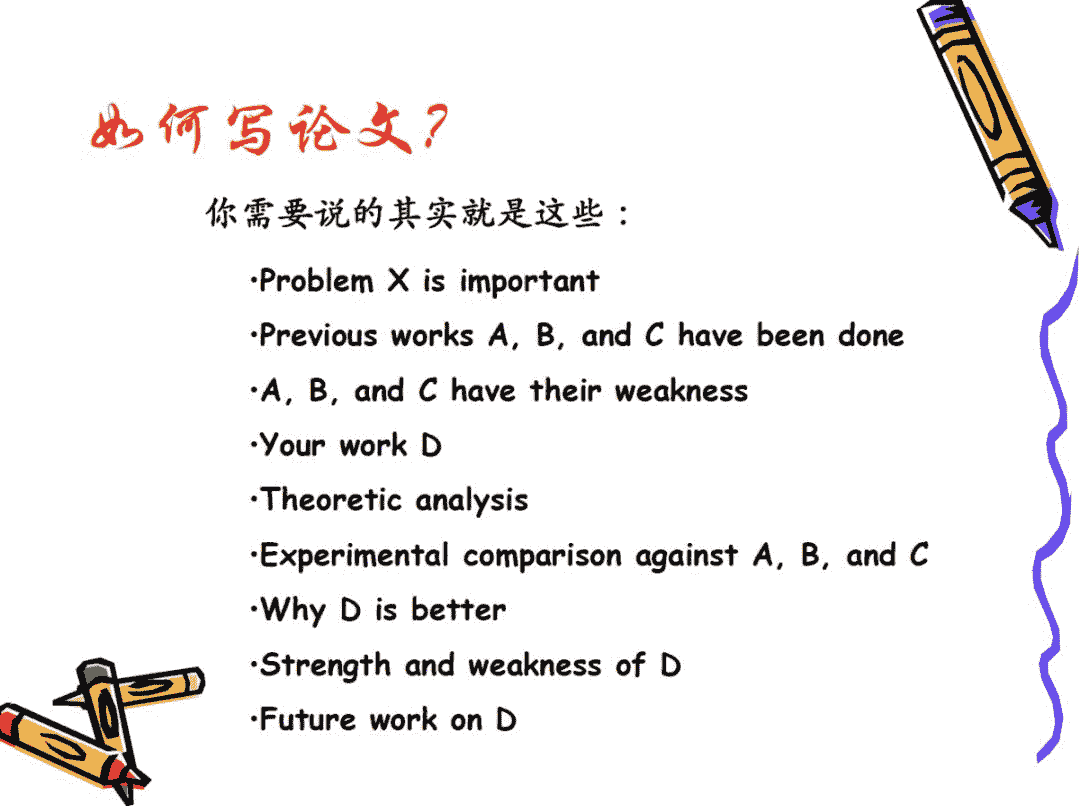 如何写论文?
你需要说的其实就是这些：
•Problem X is important
•Previous works A, B, and C have been done
•A, B, and C have their weakness
•Your work D
•Theoretic analysis
•Experimental comparison against A, B, and C
•Why D is better
•Strength and weakness of D
•Future work on D